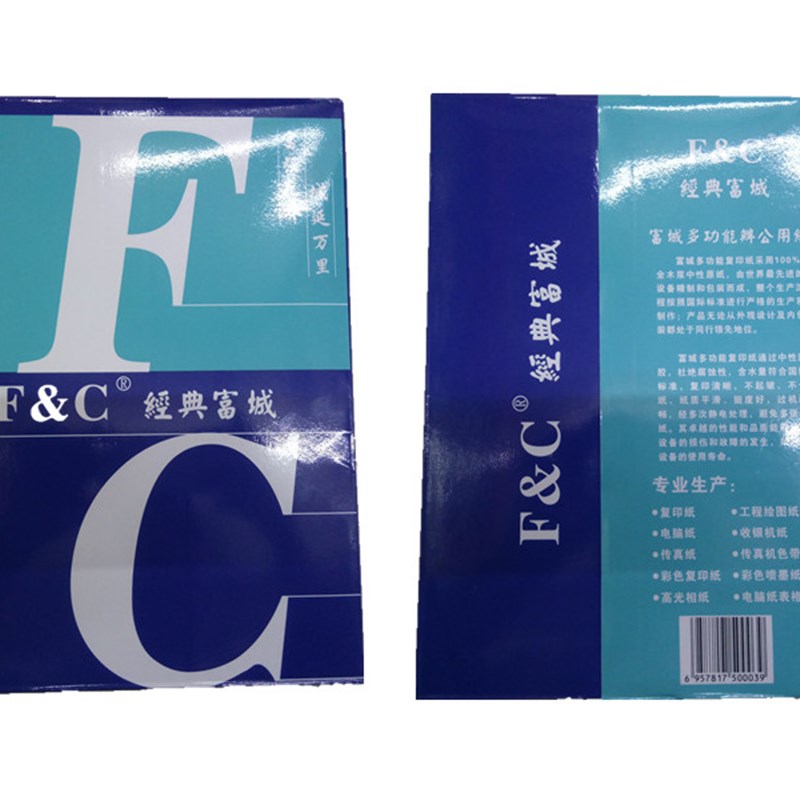 F
延万里
F&C® 經典富城
C
F&C® 經典富城
F&C®
經典富城
富城多功能辨公用
富城多功能复印纸采用100%
金木浆中性原纸，由世界最先进的
设备精制和包装而成，整个生产流
程按照国际标准进行严格的生产和
制作；产品无论从外观设计及内包
装都处于同行领先地位。
富城多功能复印纸通过中性
胶，杜绝腐蚀性，含水量符合国
标准，复印清晰，不起皱，不
纸，纸质平滑，挺度好，过机
畅，经多次静电处理，避免多张
纸。其卓越的性能和品质能
设备的损伤和故障的发生，
设备的使用寿命。
专业生产：
•复印纸 •工程绘图纸
•电脑纸 •收银机纸
•传真纸 •传真机色带
•彩色复印纸 •彩色喷墨纸
•高光相纸 •电脑纸表格
6 957817 500039